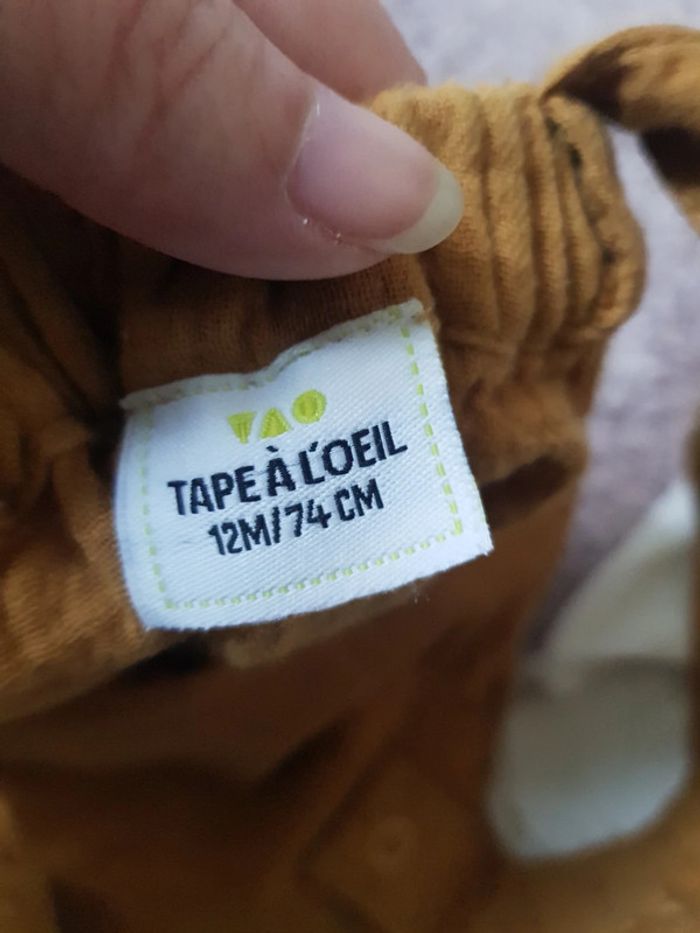 TAO
TAPE À L'OEIL
12M/74 CM